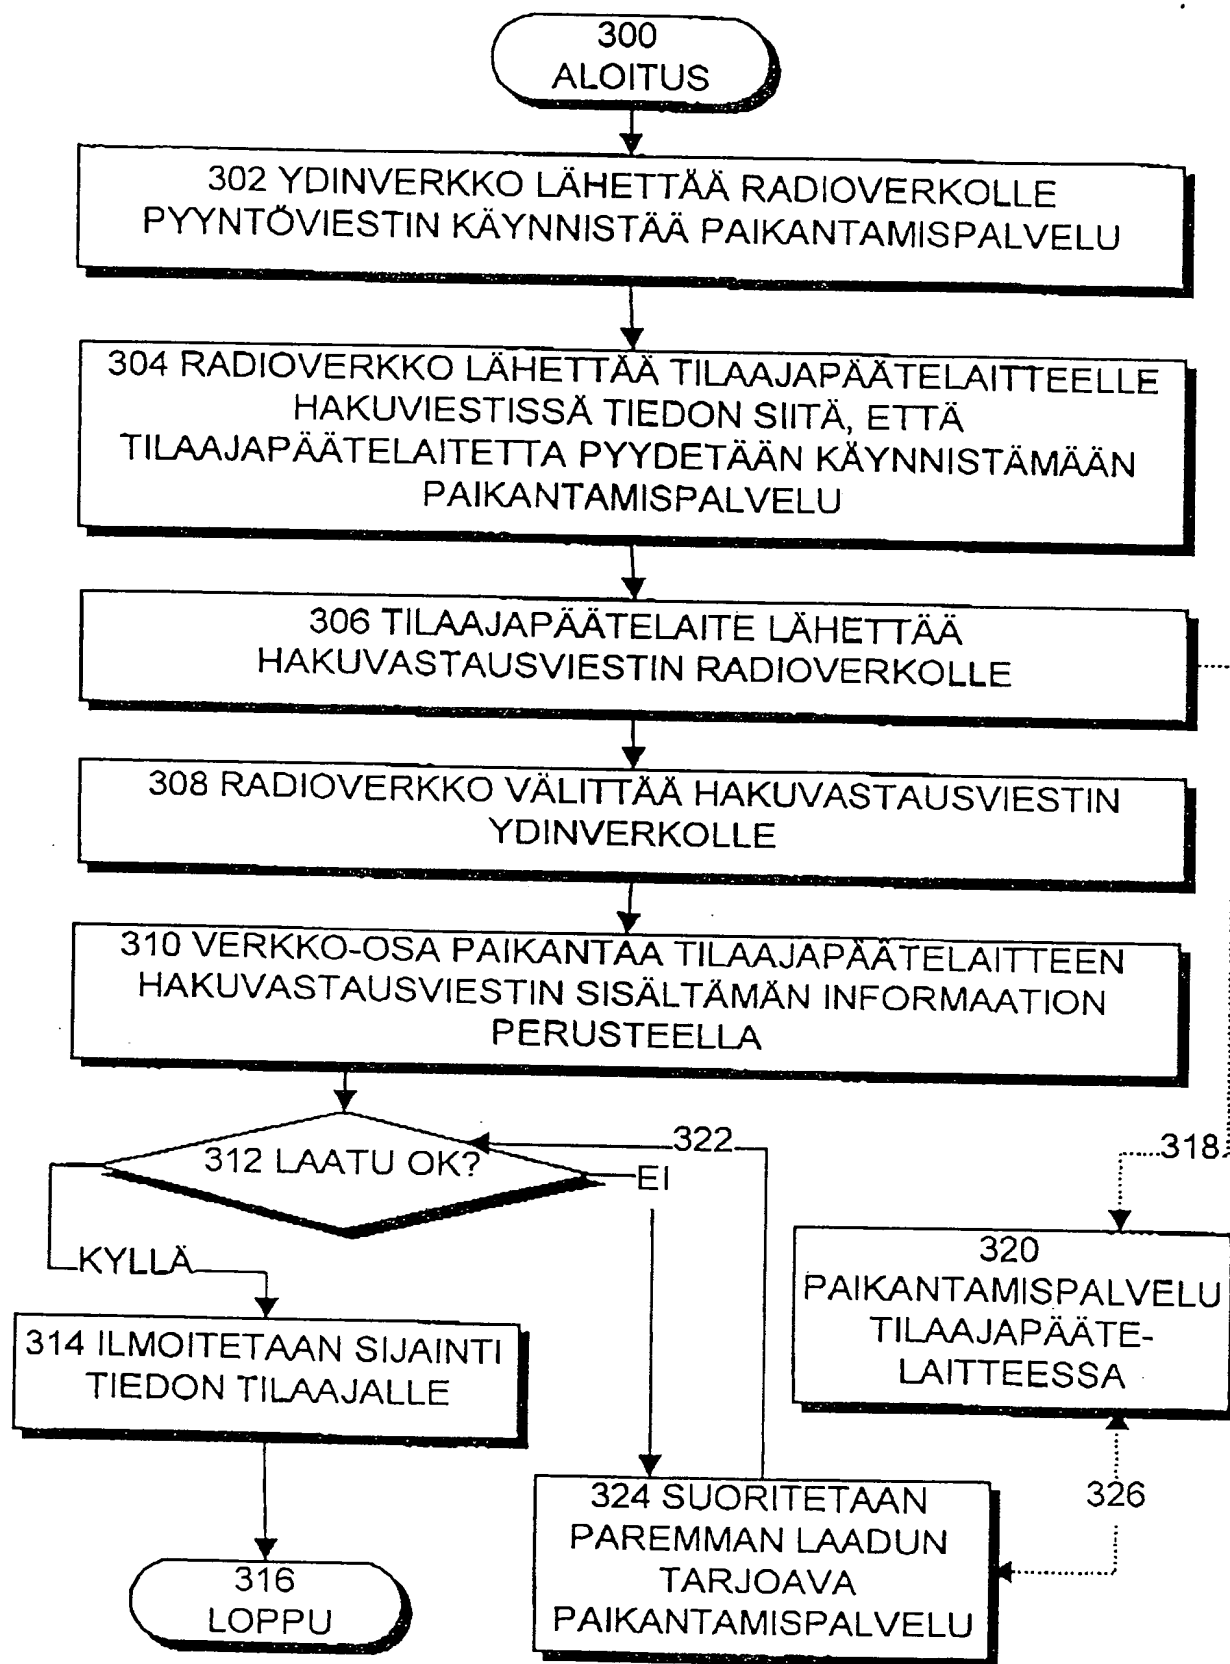 300
ALOITUS
302 YDINVERKKO LÄHETTÄÄ RADIOVERKOLLE
PYYNTÖVIESTIN KÄYNNISTÄÄ PAIKANTAMISPALVELU
304 RADIOVERKKO LÄHETTÄÄ TILAAJAPÄÄTELAITTEELLE
HAKUVIESTISSÄ TIEDON SIITÄ, ETTÄ
TILAAJAPÄÄTELAITETTA PYYDETÄÄN KÄYNNISTÄMÄÄN
PAIKANTAMISPALVELU
306 TILAAJAPÄÄTELAITE LÄHETTÄÄ
HAKUVASTAUSVIESTIN RADIOVERKOLLE
308 RADIOVERKKO VÄLITTÄÄ HAKUVASTAUSVIESTIN
YDINVERKOLLE
310 VERKKO-OSA PAIKANTAA TILAAJAPÄÄTELAITTEEN
HAKUVASTAUSVIESTIN SISÄLTÄMÄN INFORMAATION
PERUSTEELLA
312 LAATU OK?
322
EI
318
KYLLÄ
320
PAIKANTAMISPALVELU
TILAAJAPÄÄTE-
LAITTEESSA
314 ILMOITETAAN SIJAINTI
TIEDON TILAAJALLE
324 SUORITETAAN
PAREMMAN LAADUN
TARJOAVA
PAIKANTAMISPALVELU
326
316
LOPPU